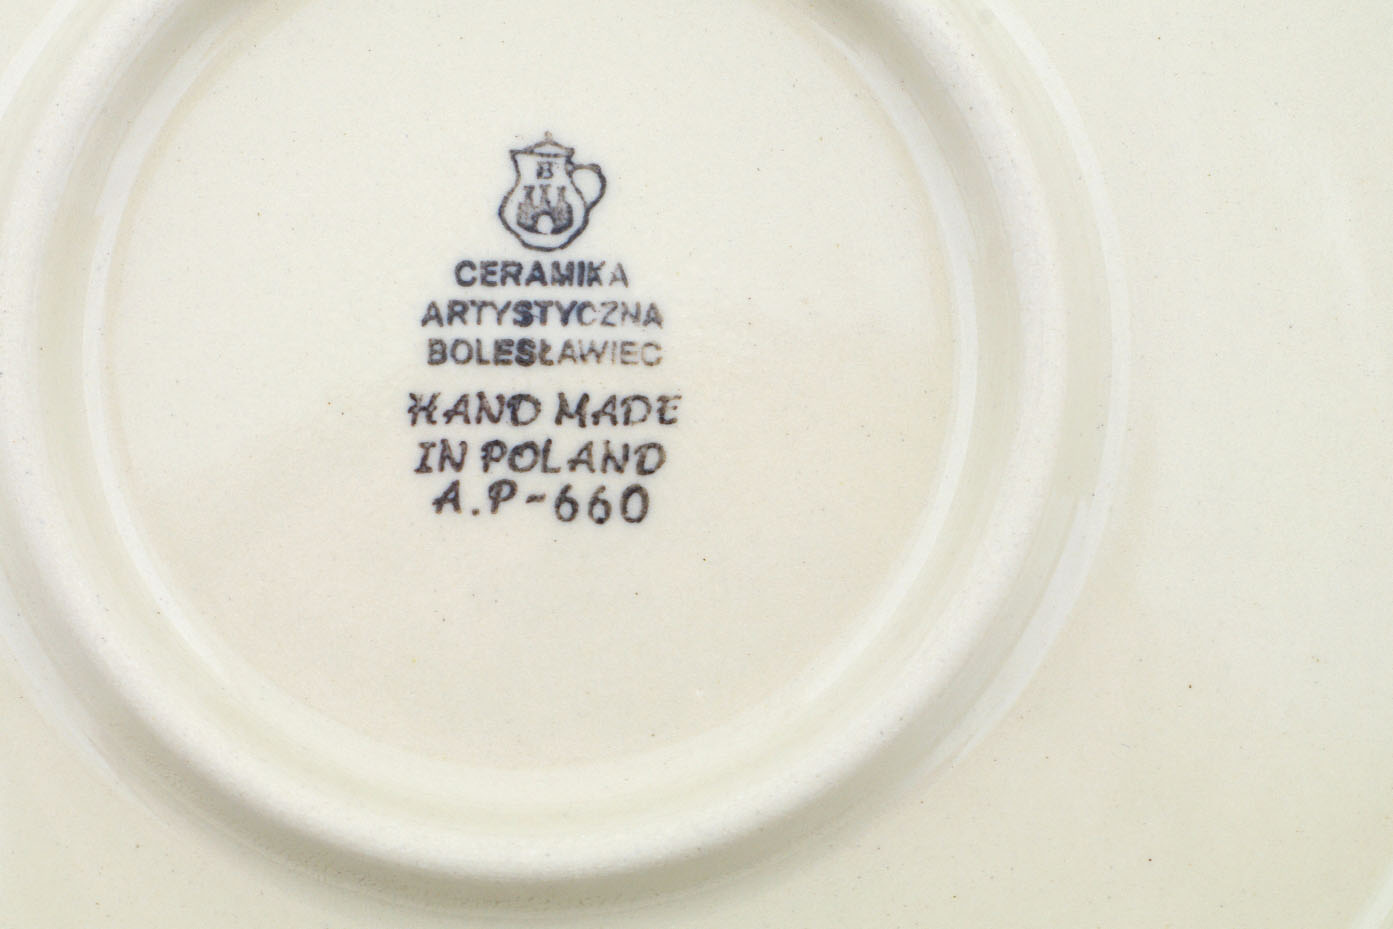 B
CERAMIKA
ARTYSTYCZNA
BOLESŁAWIEC
HAND MADE
IN POLAND
A.P-660